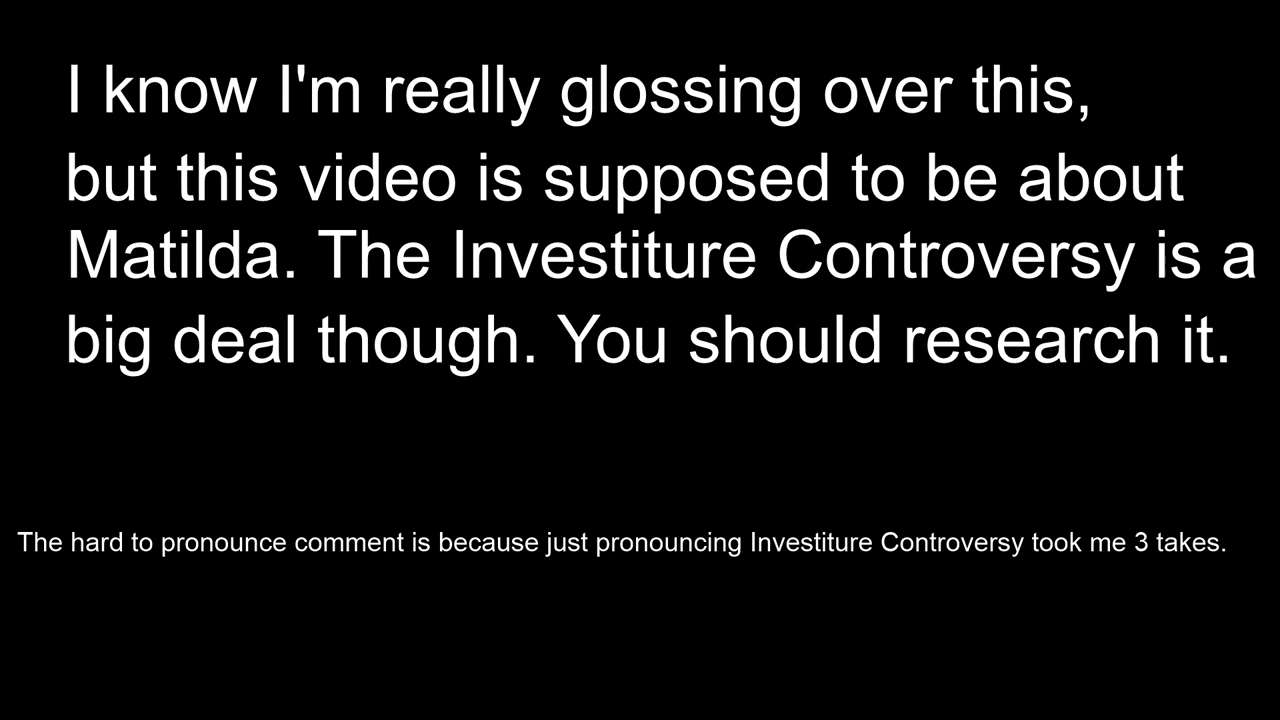 I know I'm really glossing over this,
but this video is supposed to be about
Matilda. The Investiture Controversy is a
big deal though. You should research it.
The hard to pronounce comment is because just pronouncing Investiture Controversy took me 3 takes.